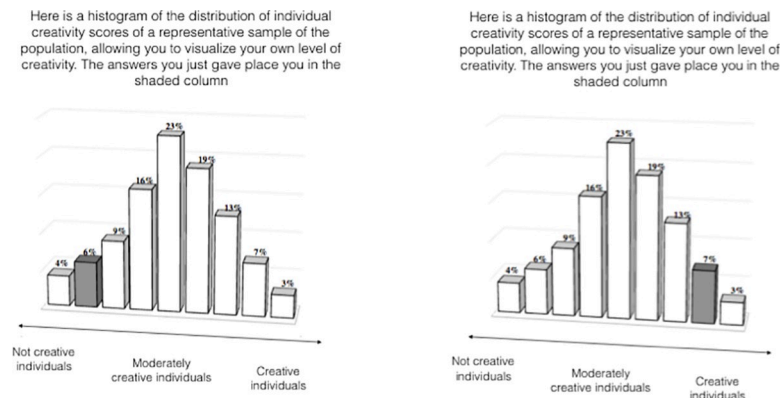 Here is a histogram of the distribution of individual
creativity scores of a representative sample of the
population, allowing you to visualize your own level of
creativity. The answers you just gave place you in the
shaded column
4%
6%
9%
16%
23%
19%
13%
7%
3%
Not creative
individuals
Moderately
creative individuals
Creative
individuals
Here is a histogram of the distribution of individual
creativity scores of a representative sample of the
population, allowing you to visualize your own level of
creativity. The answers you just gave place you in the
shaded column
4%
6%
9%
16%
23%
19%
13%
7%
3%
Not creative
individuals
Moderately
creative individuals
Creative
individuals